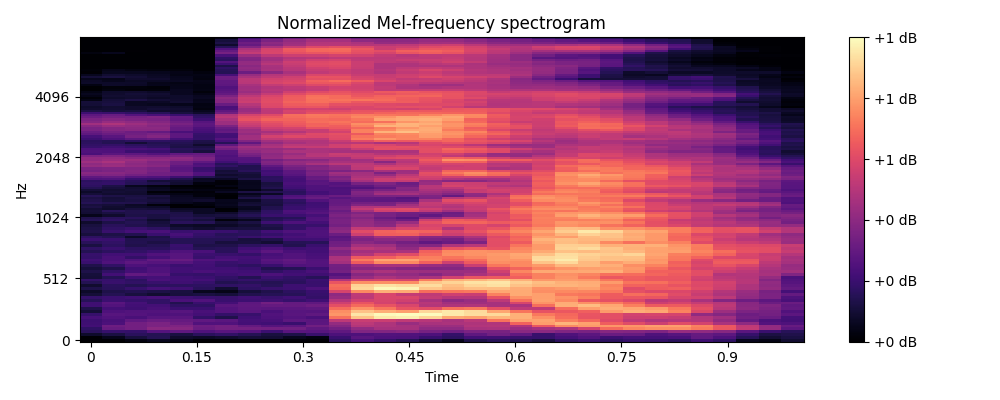 Normalized Mel-frequency spectrogram
Hz
4096
2048
1024
512
0
0 0.15 0.3 0.45 0.6 0.75 0.9
Time
+1 dB
+1 dB
+1 dB
+0 dB
+0 dB
+0 dB